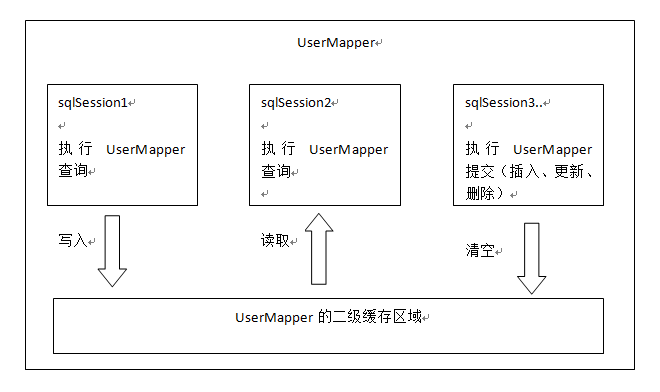 UserMapper
sqlSession1
执行 UserMapper
查询
sqlSession2
执行 UserMapper
查询
sqlSession3..
执行 UserMapper
提交（插入、更新、
删除）
写入
读取
清空
UserMapper 的二级缓存区域